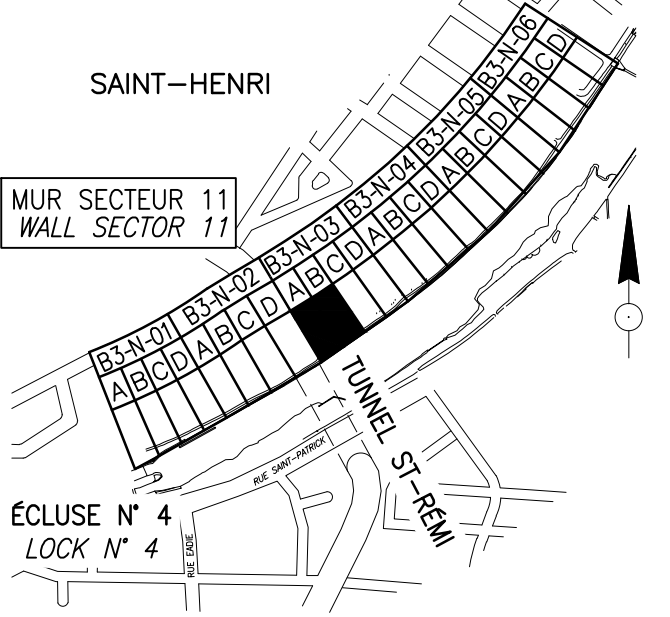 SAINT–HENRI
MUR SECTEUR 11
WALL SECTOR 11
B3-N-01
B3-N-02
B3-N-03
B3-N-04
B3-N-05
B3-N-06
A B C D A B C D A B C D A B C D A B C D A B C D
TUNNEL ST–RÉMI
RUE SAINT-PATRICK
RUE EADIE
ÉCLUSE N° 4
LOCK N° 4